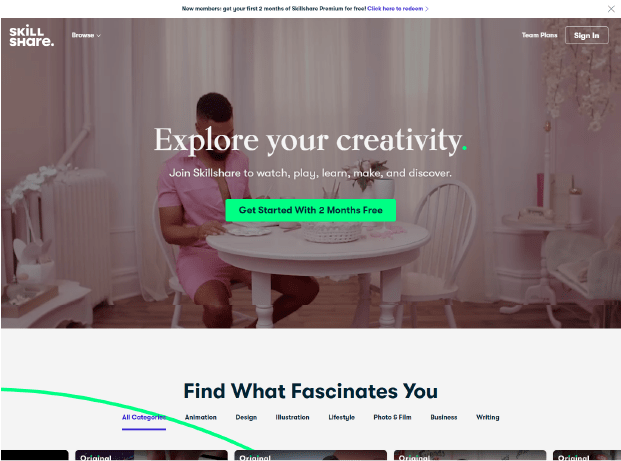 New members: get your first 2 months of Skillshare Premium for free! Click here to redeem
SKILL
SHare.
Browse
Team Plans
Sign In
Explore your creativity.
Join Skillshare to watch, play, learn, make, and discover.
Get Started With 2 Months Free
Find What Fascinates You
All Categories Animation Design Illustration Lifestyle Photo & Film Business Writing
Original Original Original Original